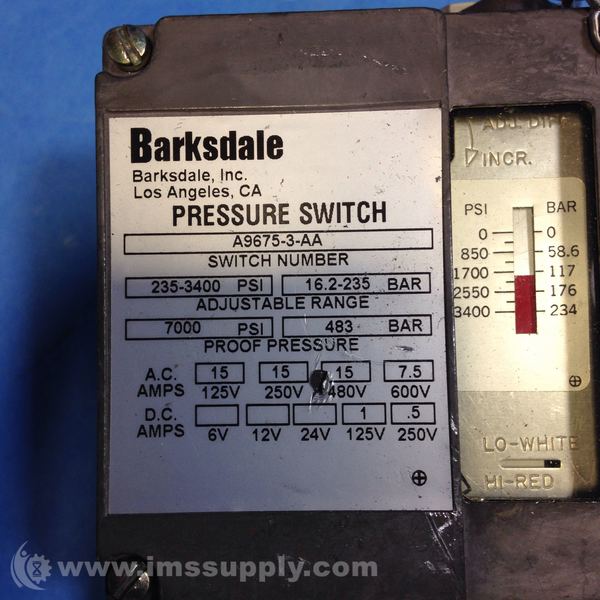 Barksdale
Barksdale, Inc.
Los Angeles, CA
PRESSURE SWITCH
A9675-3-AA
SWITCH NUMBER
235-3400 PSI 16.2-235 BAR
ADJUSTABLE RANGE
7000 PSI 483 BAR
PROOF PRESSURE
A.C. 15 15 15 7.5
AMPS 125V 250V 480V 600V
D.C. 1 .5
AMPS 6V 12V 24V 125V 250V
ADJ. DIFF.
INCR.
PSI BAR
0 0
850 58.6
1700 117
2550 176
3400 234
LO-WHITE
HI-RED
www.imssupply.com